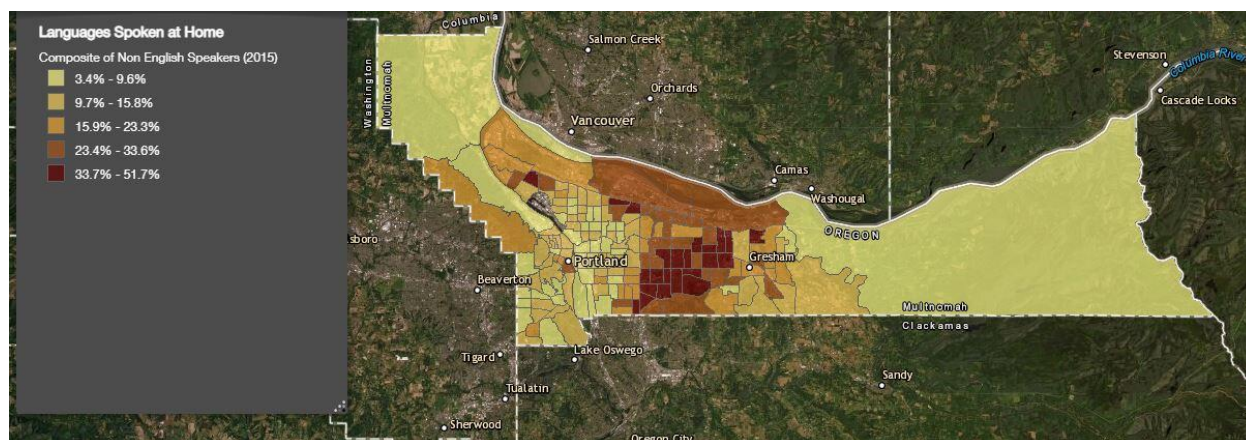 Languages Spoken at Home
Composite of Non English Speakers (2015)
3.4% - 9.6%
9.7% - 15.8%
15.9% - 23.3%
23.4% - 33.6%
33.7% - 51.7%
Columbia
Salmon Creek
Stevenson
Columbia River
Washington
Multnomah
Orchards
Cascade Locks
Vancouver
Camas
Washougal
OREGON
lsboro
Portland
Gresham
Beaverton
Multnomah
Clackamas
Tigard
Lake Oswego
Sandy
Tualatin
Sherwood
Oregon City